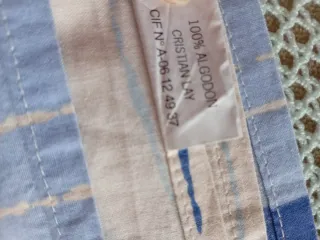 100% ALGODON
CRISTIAN LAY
CIF Nº A-06 12 49 37